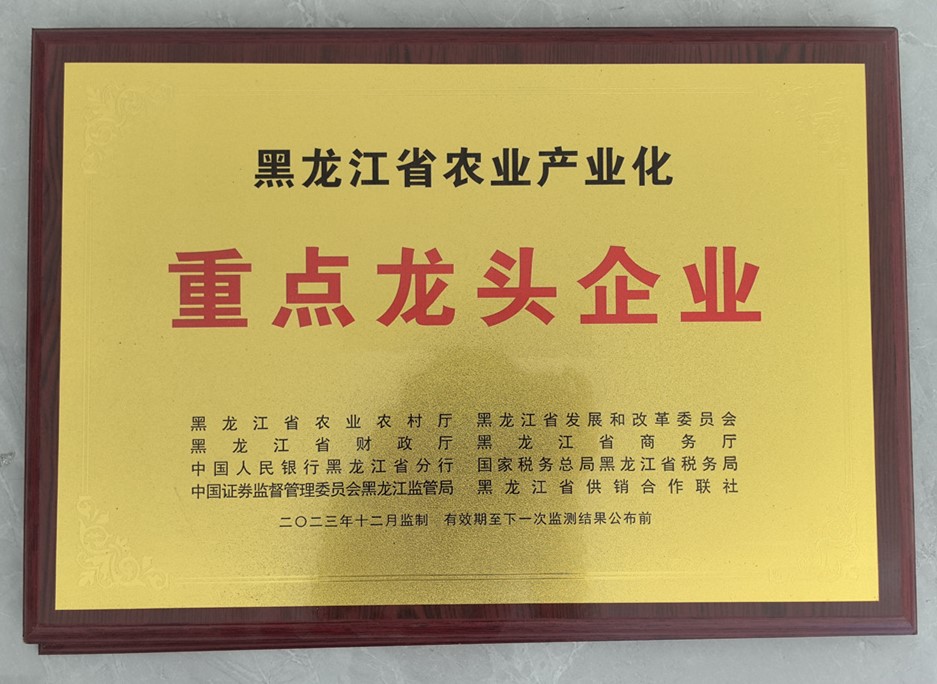 黑龙江省农业产业化
重点龙头企业
黑龙江省农业农村厅 黑龙江省发展和改革委员会
黑龙江省财政厅 黑龙江省商务厅
中国人民银行黑龙江省分行 国家税务总局黑龙江省税务局
中国证券监督管理委员会黑龙江监管局 黑龙江省供销合作联社
二〇二三年十二月监制 有效期至下一次监测结果公布前